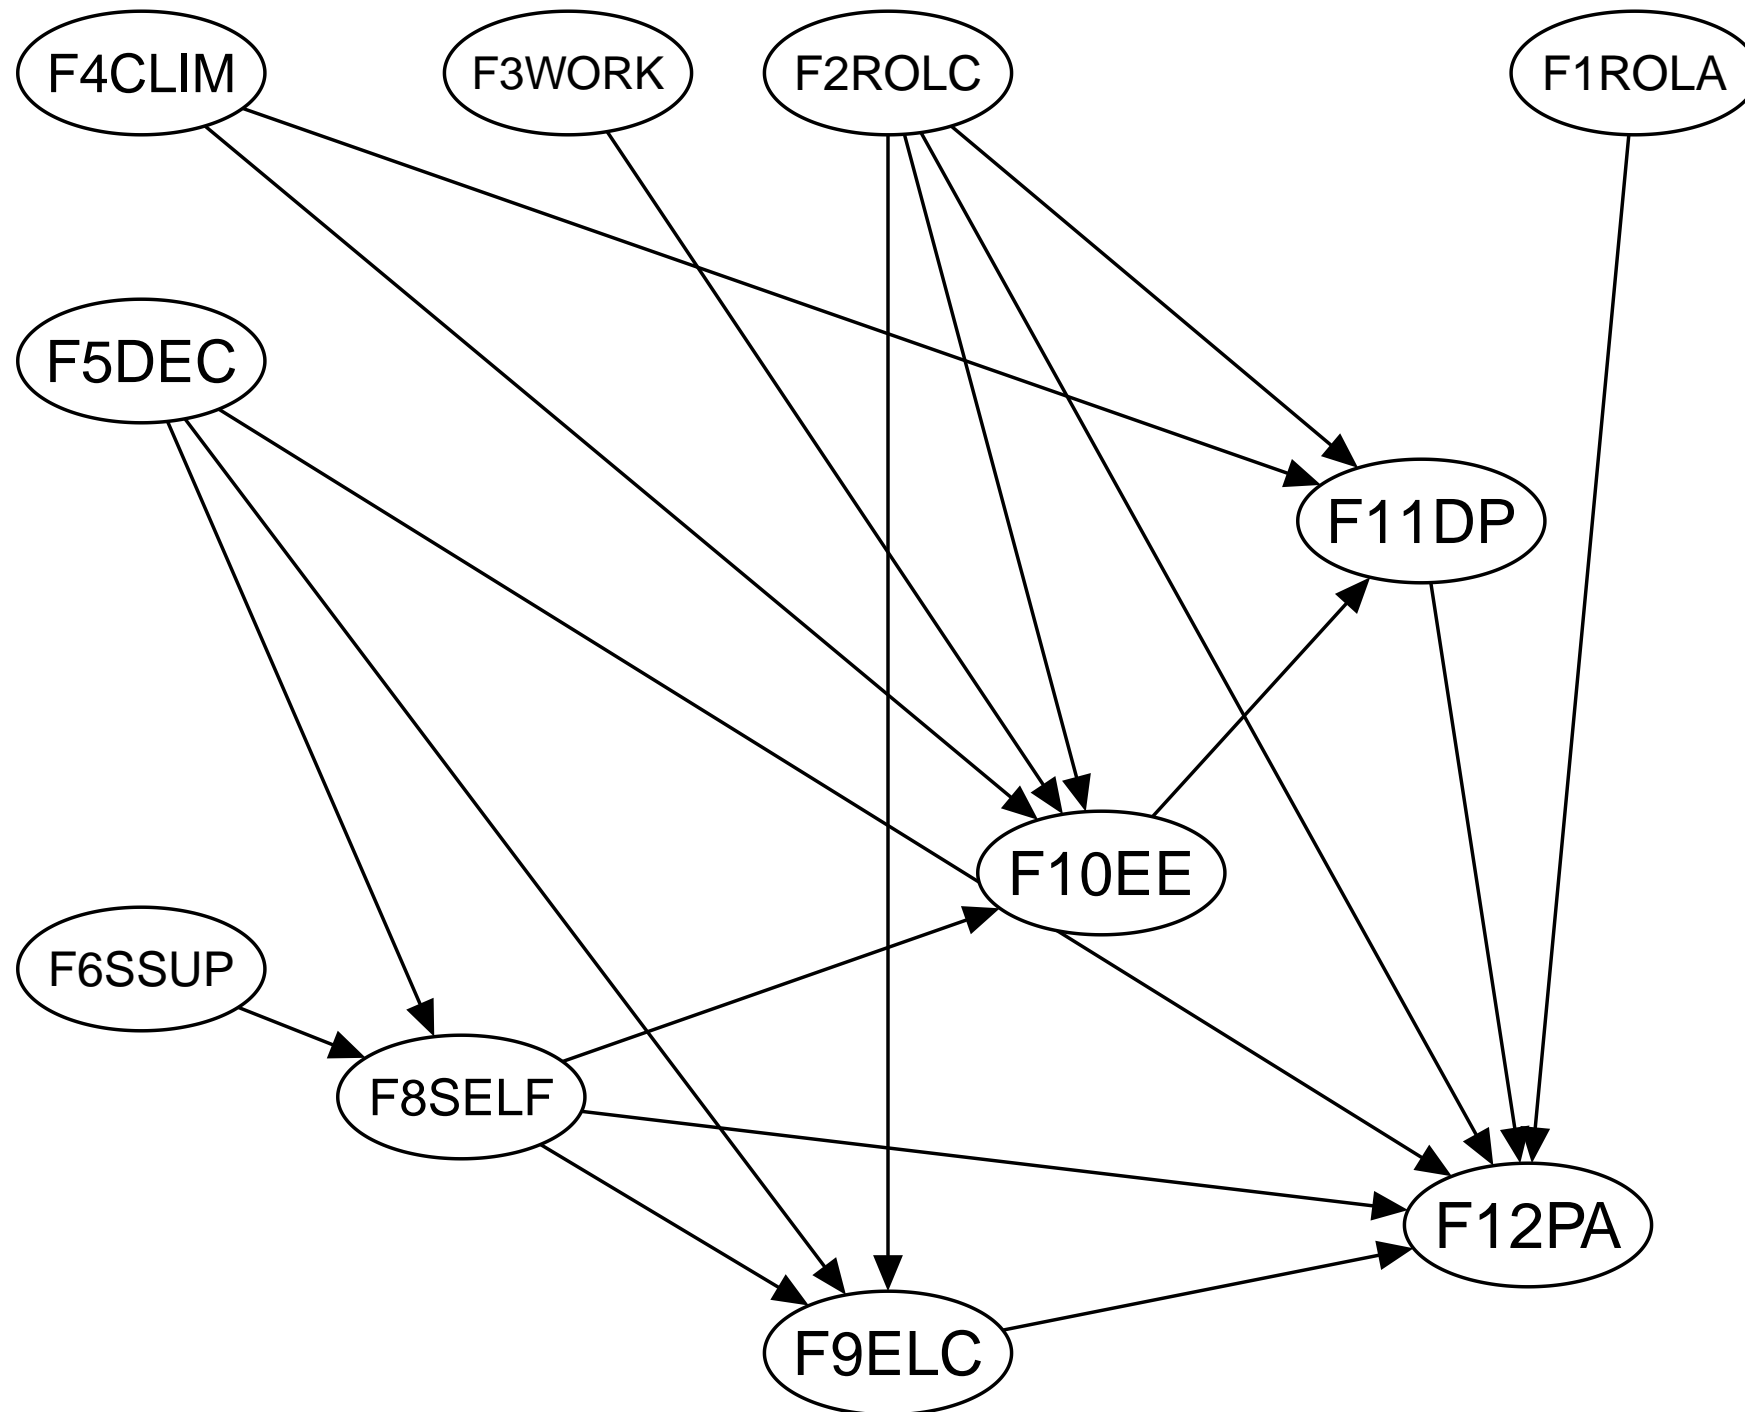 F4CLIM
F3WORK
F2ROLC
F1ROLA
F5DEC
F11DP
F10EE
F6SSUP
F8SELF
F12PA
F9ELC